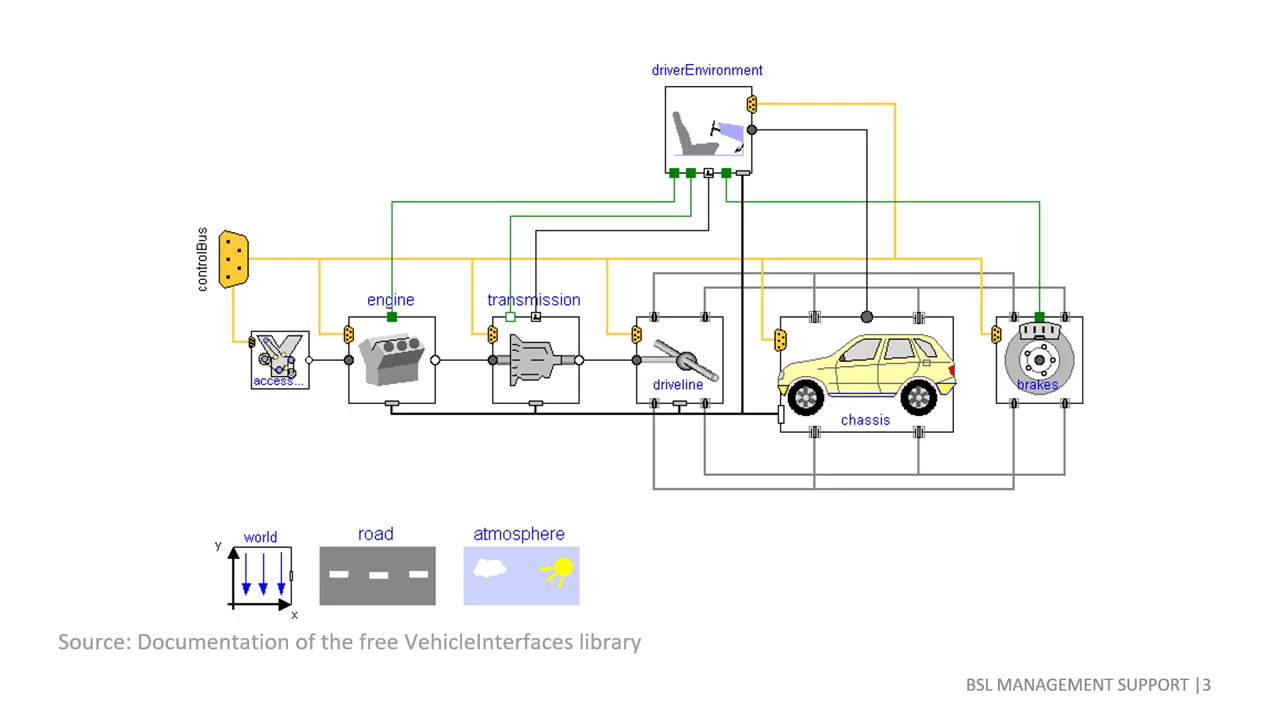 driverEnvironment
controlBus
engine
transmission
access...
driveline
chassis
brakes
world
road
atmosphere
y
x
Source: Documentation of the free VehicleInterfaces library
BSL MANAGEMENT SUPPORT |3